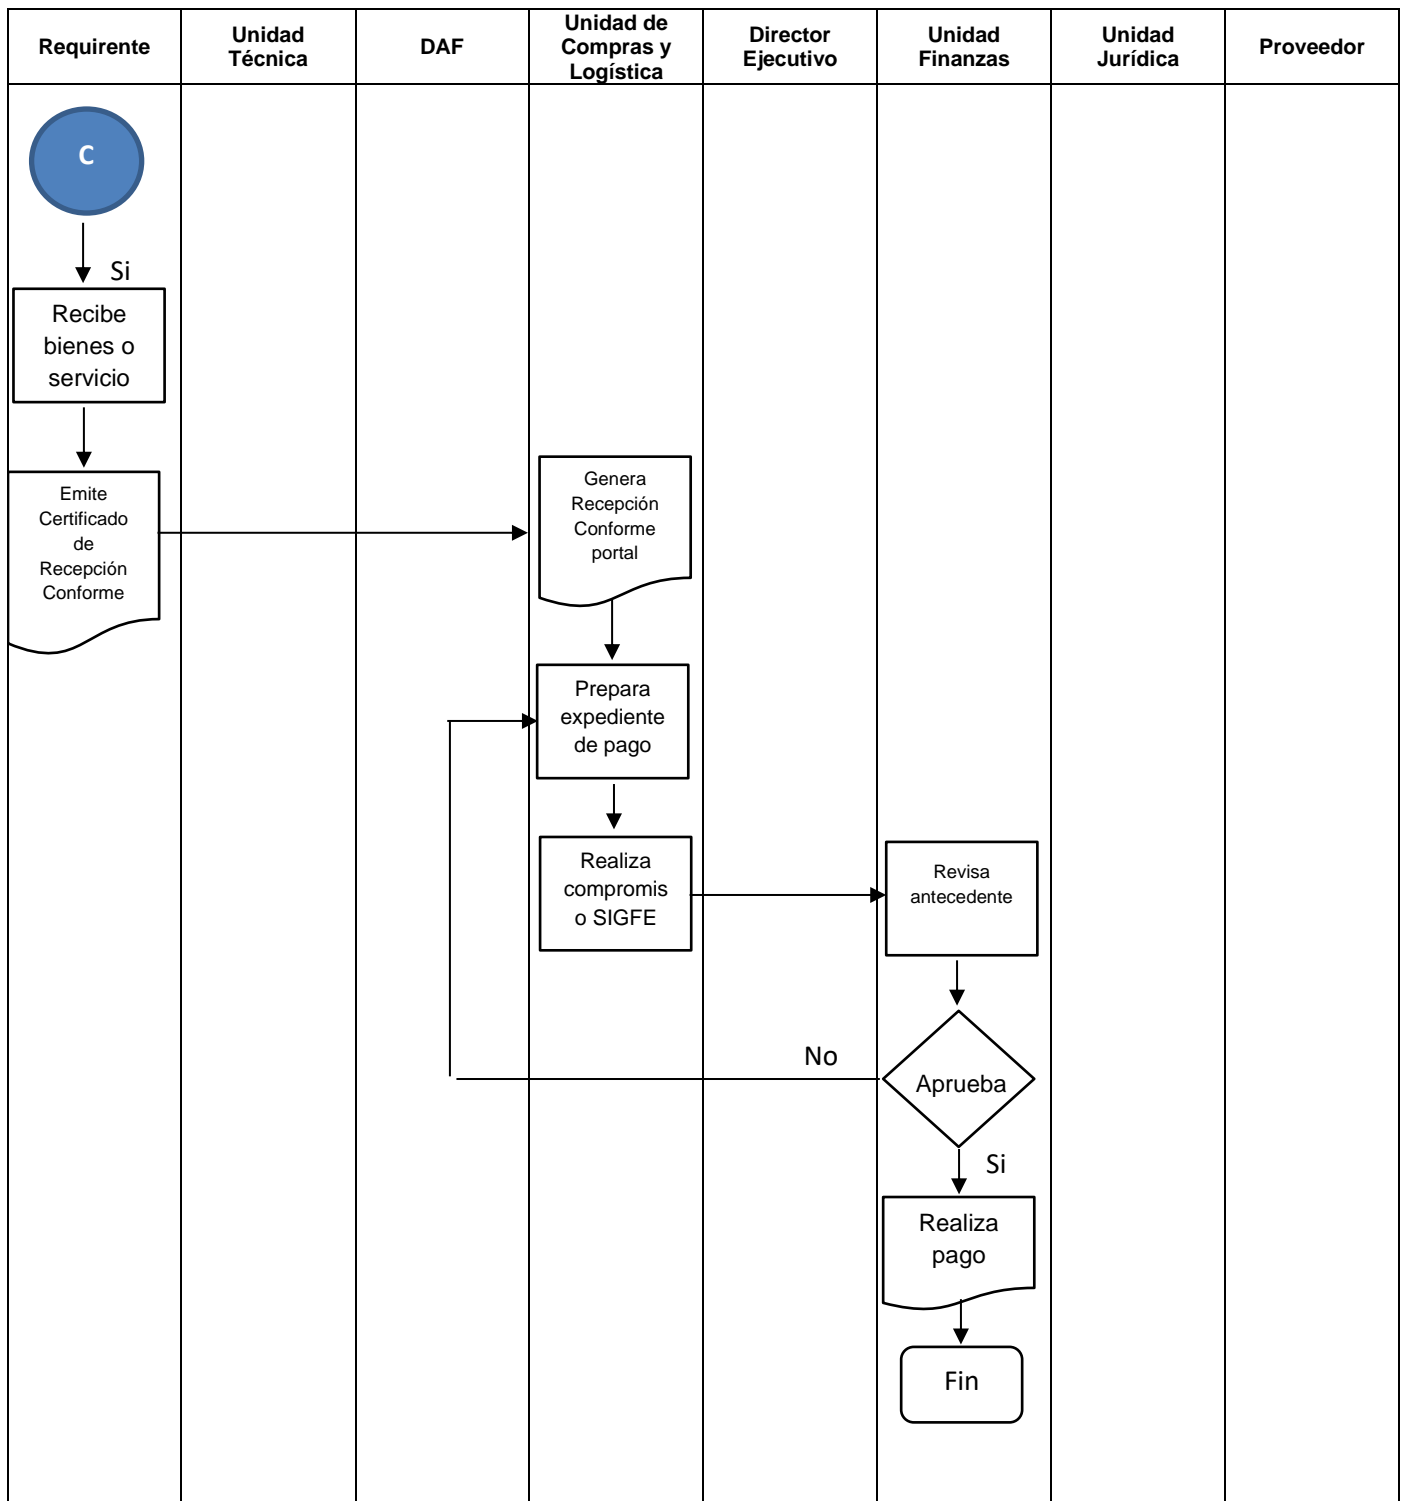 Requirente
Unidad
Técnica
DAF
Unidad de
Compras y
Logística
Director
Ejecutivo
Unidad
Finanzas
Unidad
Jurídica
Proveedor
C
Si
Recibe
bienes o
servicio
Emite
Certificado
de
Recepción
Conforme
Genera
Recepción
Conforme
portal
Prepara
expediente
de pago
Realiza
compromis
o SIGFE
Revisa
antecedente
No
Aprueba
Si
Realiza
pago
Fin